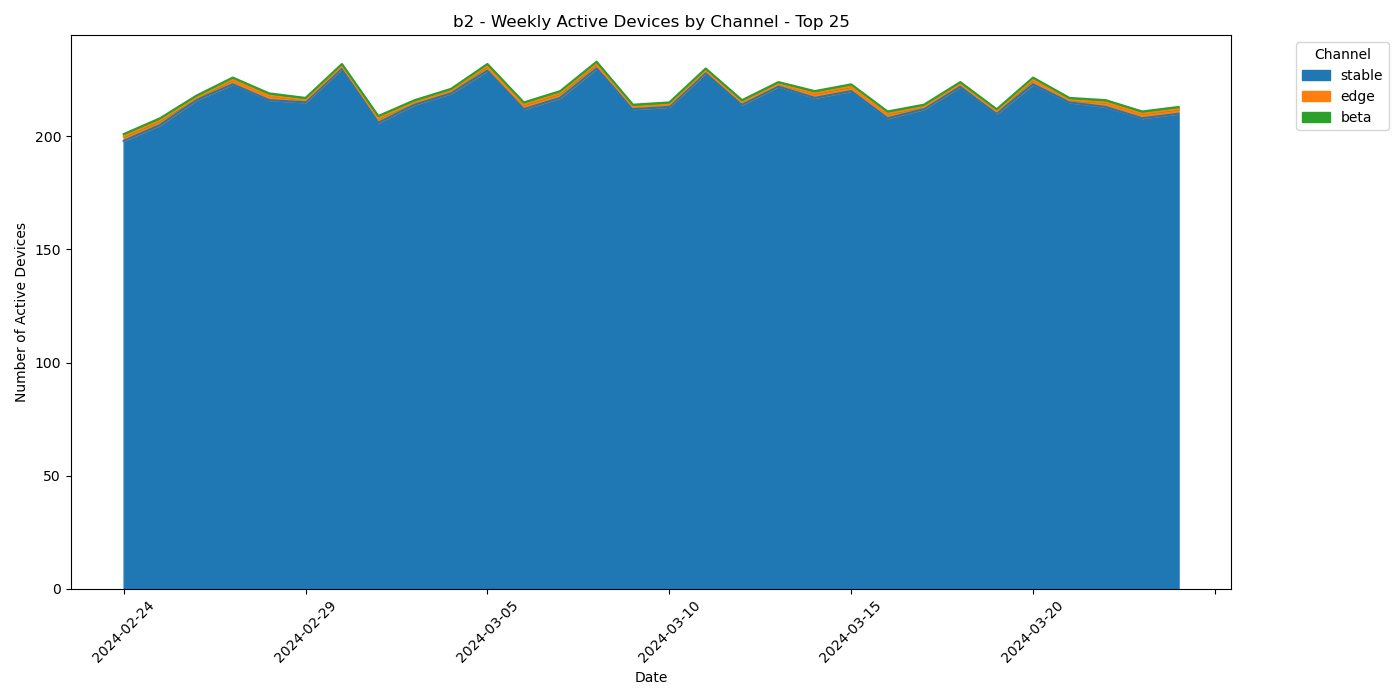 b2 - Weekly Active Devices by Channel - Top 25
Channel
stable
edge
beta
Number of Active Devices
200
150
100
50
0
2024-02-24
2024-02-29
2024-03-05
2024-03-10
2024-03-15
2024-03-20
Date